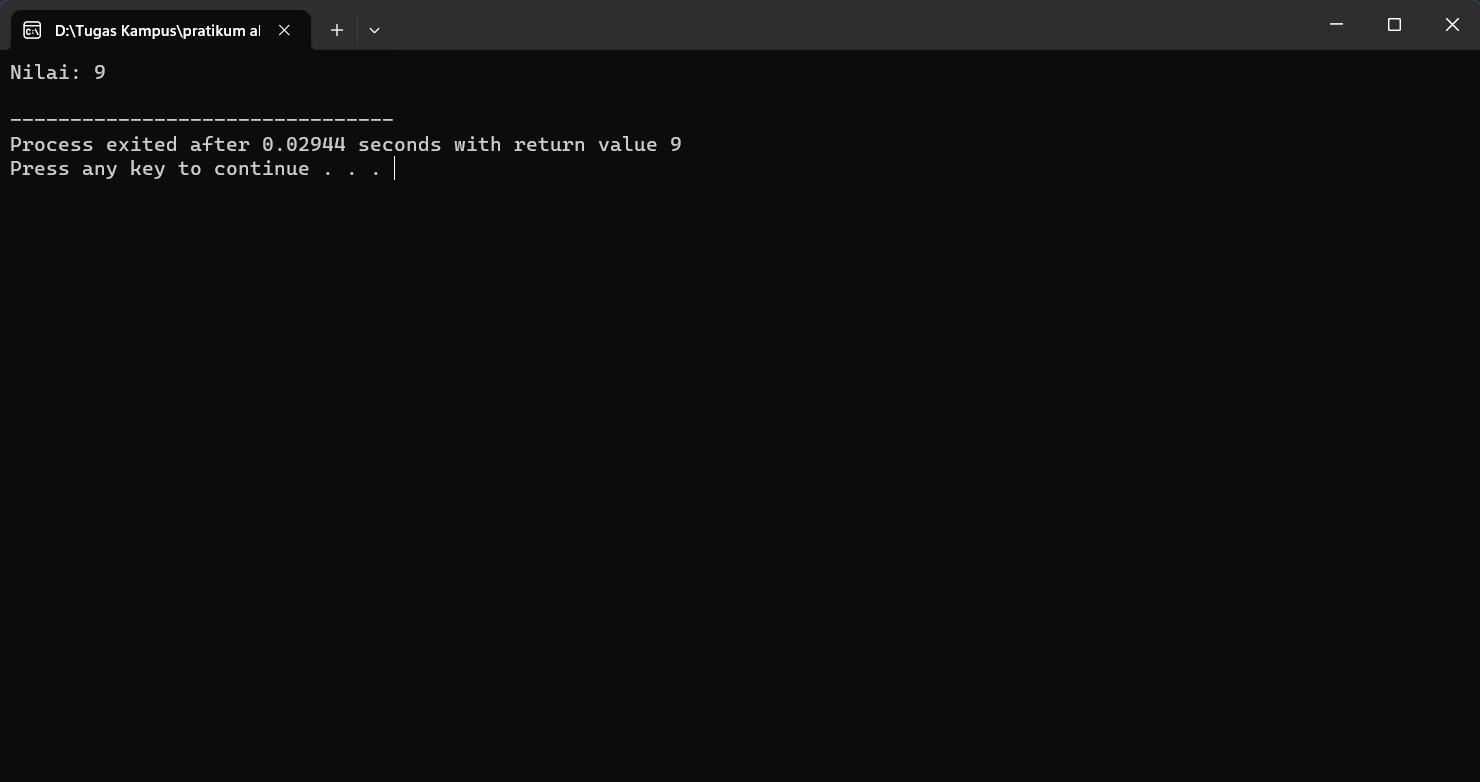 D:\Tugas Kampus\pratikum al
Nilai: 9
--------------------------------
Process exited after 0.02944 seconds with return value 9
Press any key to continue . . .